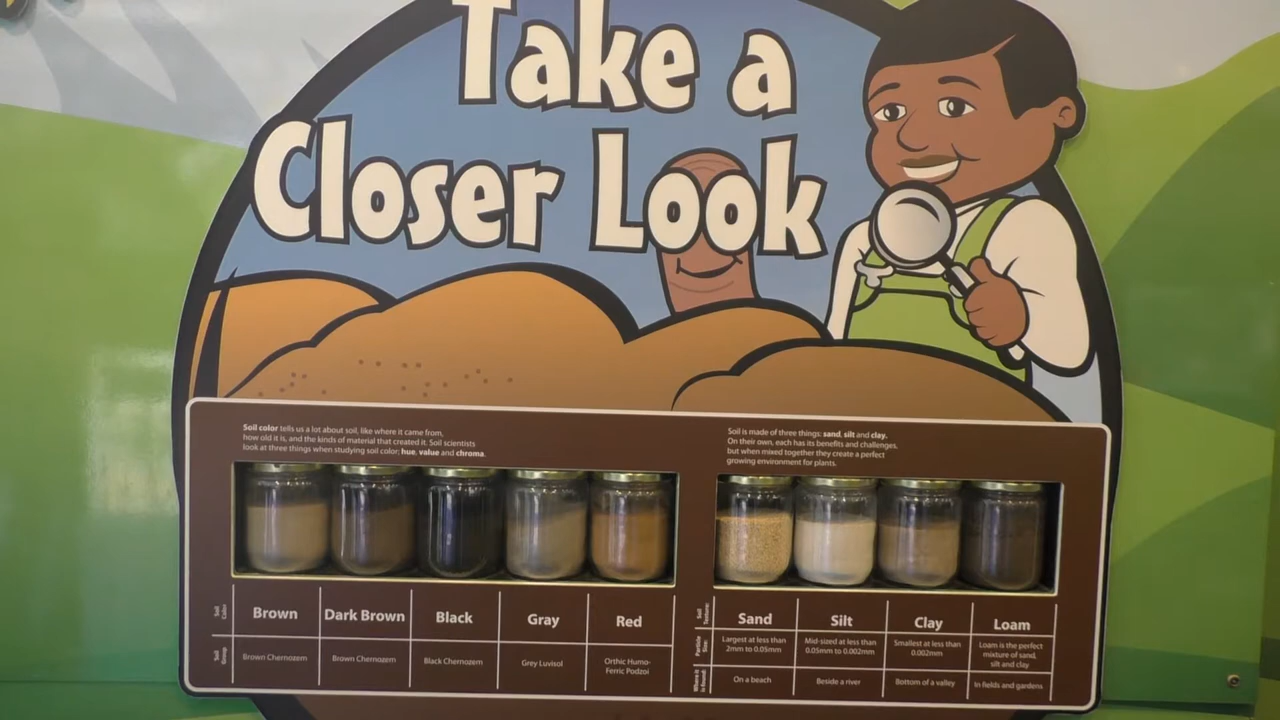 Take a
Closer Look
Soil color tells us a lot about soil, like where it came from,
how old it is, and the kinds of material that created it. Soil scientists
look at three things when studying soil color; hue, value and chroma.
Soil
Color
Brown
Dark Brown
Black
Gray
Red
Soil
Group
Brown Chernozem
Brown Chernozem
Black Chernozem
Grey Luvisol
Orthic Humo-
Ferric Podzol
Soil is made of three things: sand, silt and clay.
On their own, each has its benefits and challenges,
but when mixed together they create a perfect
growing environment for plants.
Soil
Texture:
Sand
Silt
Clay
Loam
Particle
Size:
Largest at less than
2mm to 0.05mm
Mid-sized at less than
0.05mm to 0.002mm
Smallest at less than
0.002mm
Loam is the perfect
mixture of sand,
silt and clay
Where it
is found:
On a beach
Beside a river
Bottom of a valley
In fields and gardens